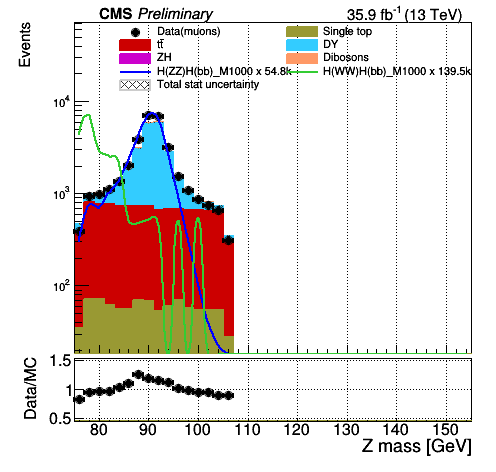 CMS Preliminary 35.9 fb⁻¹ (13 TeV)
Events
Data(muions) Single top
tt̄ DY
ZH Dibosons
H(ZZ)H(bb)_M1000 x 54.8k H(WW)H(bb)_M1000 x 139.5k
Total stat uncertainty
10⁴
10³
10²
Data/MC
1.5
1
0.5
80 90 100 110 120 130 140 150
Z mass [GeV]